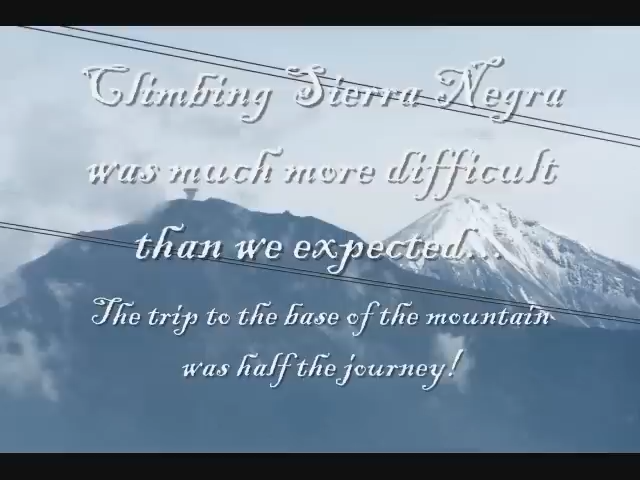 Climbing Sierra Negra
was much more difficult
than we expected...
The trip to the base of the mountain
was half the journey!